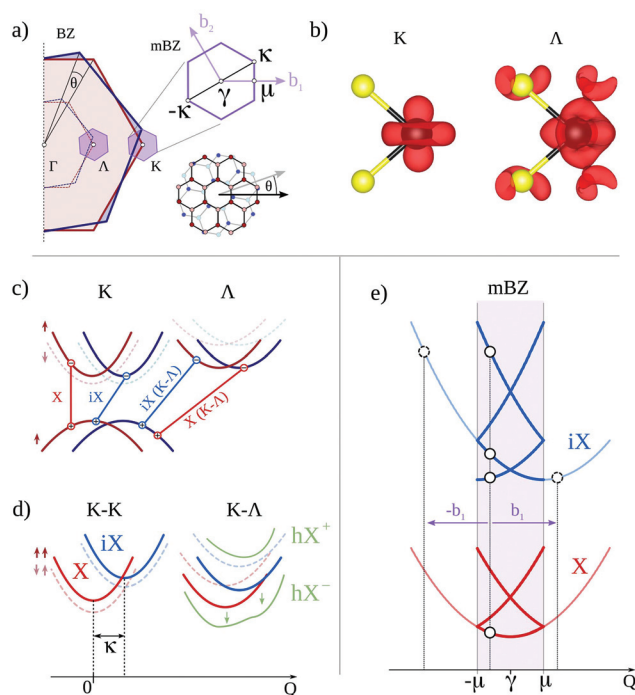 a)
BZ
θ
Γ
Λ
K
mBZ
b₂
κ
b₁
γ
μ
-κ
θ
b)
K
Λ
c)
K
Λ
X
iX
iX (K-Λ)
X (K-Λ)
d)
K-K
K-Λ
iX
X
hX⁺
hX⁻
κ
0
Q
e)
mBZ
iX
-b₁
b₁
X
-μ
γ
μ
Q